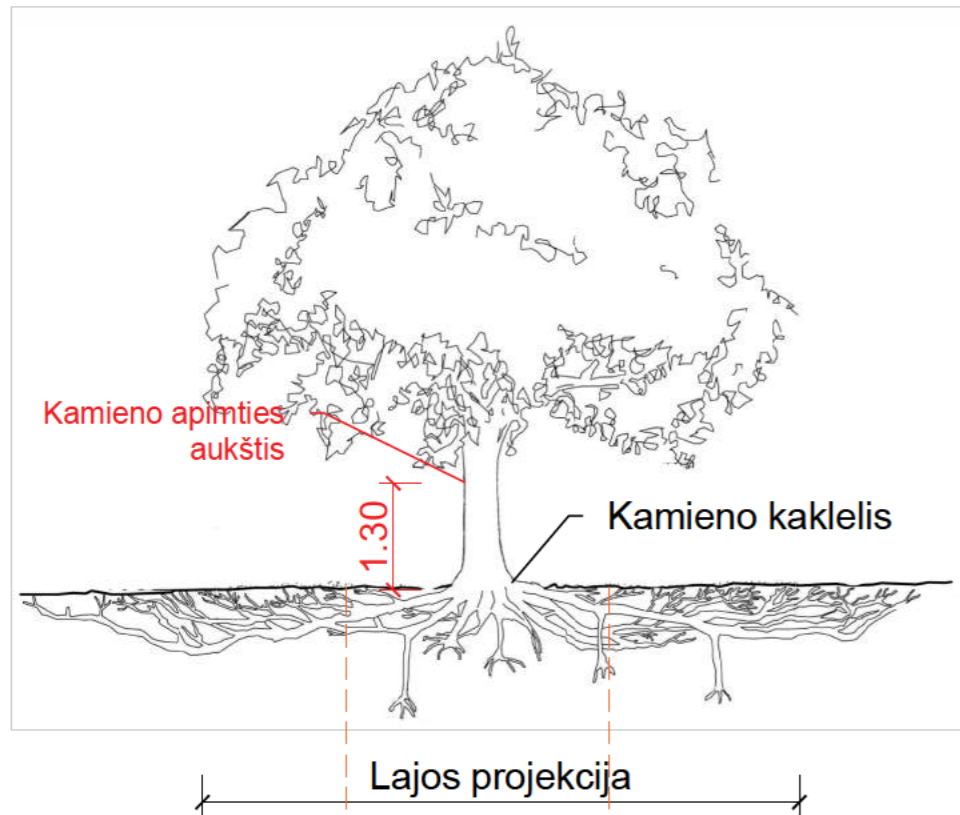 Kamieno apimties
aukštis
1.30
Kamieno kaklelis
Lajos projekcija